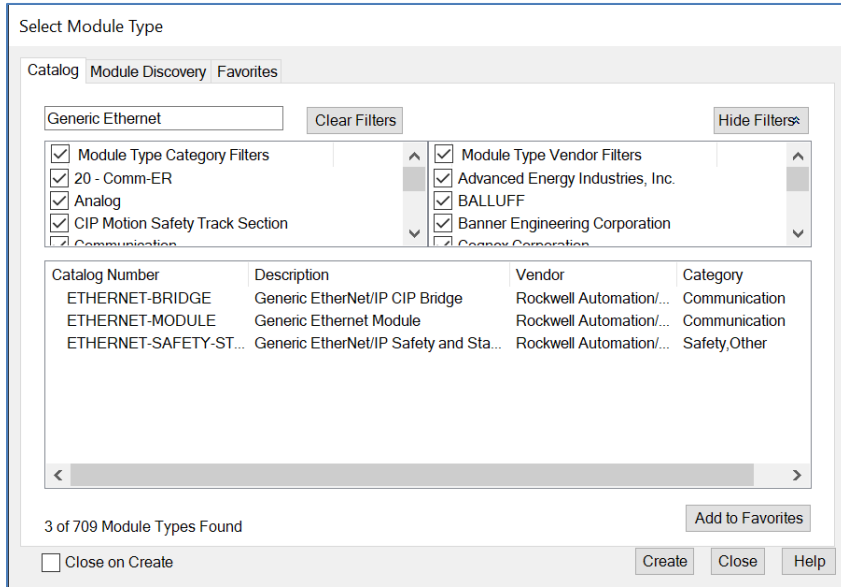 Select Module Type
Catalog Module Discovery Favorites
Generic Ethernet Clear Filters Hide Filters
Module Type Category Filters Module Type Vendor Filters
20 - Comm-ER Advanced Energy Industries, Inc.
Analog BALLUFF
CIP Motion Safety Track Section Banner Engineering Corporation
Communication Cognex Corporation
Catalog Number Description Vendor Category
ETHERNET-BRIDGE Generic EtherNet/IP CIP Bridge Rockwell Automation/... Communication
ETHERNET-MODULE Generic Ethernet Module Rockwell Automation/... Communication
ETHERNET-SAFETY-ST... Generic EtherNet/IP Safety and Sta... Rockwell Automation/... Safety,Other
3 of 709 Module Types Found Add to Favorites
Close on Create Create Close Help